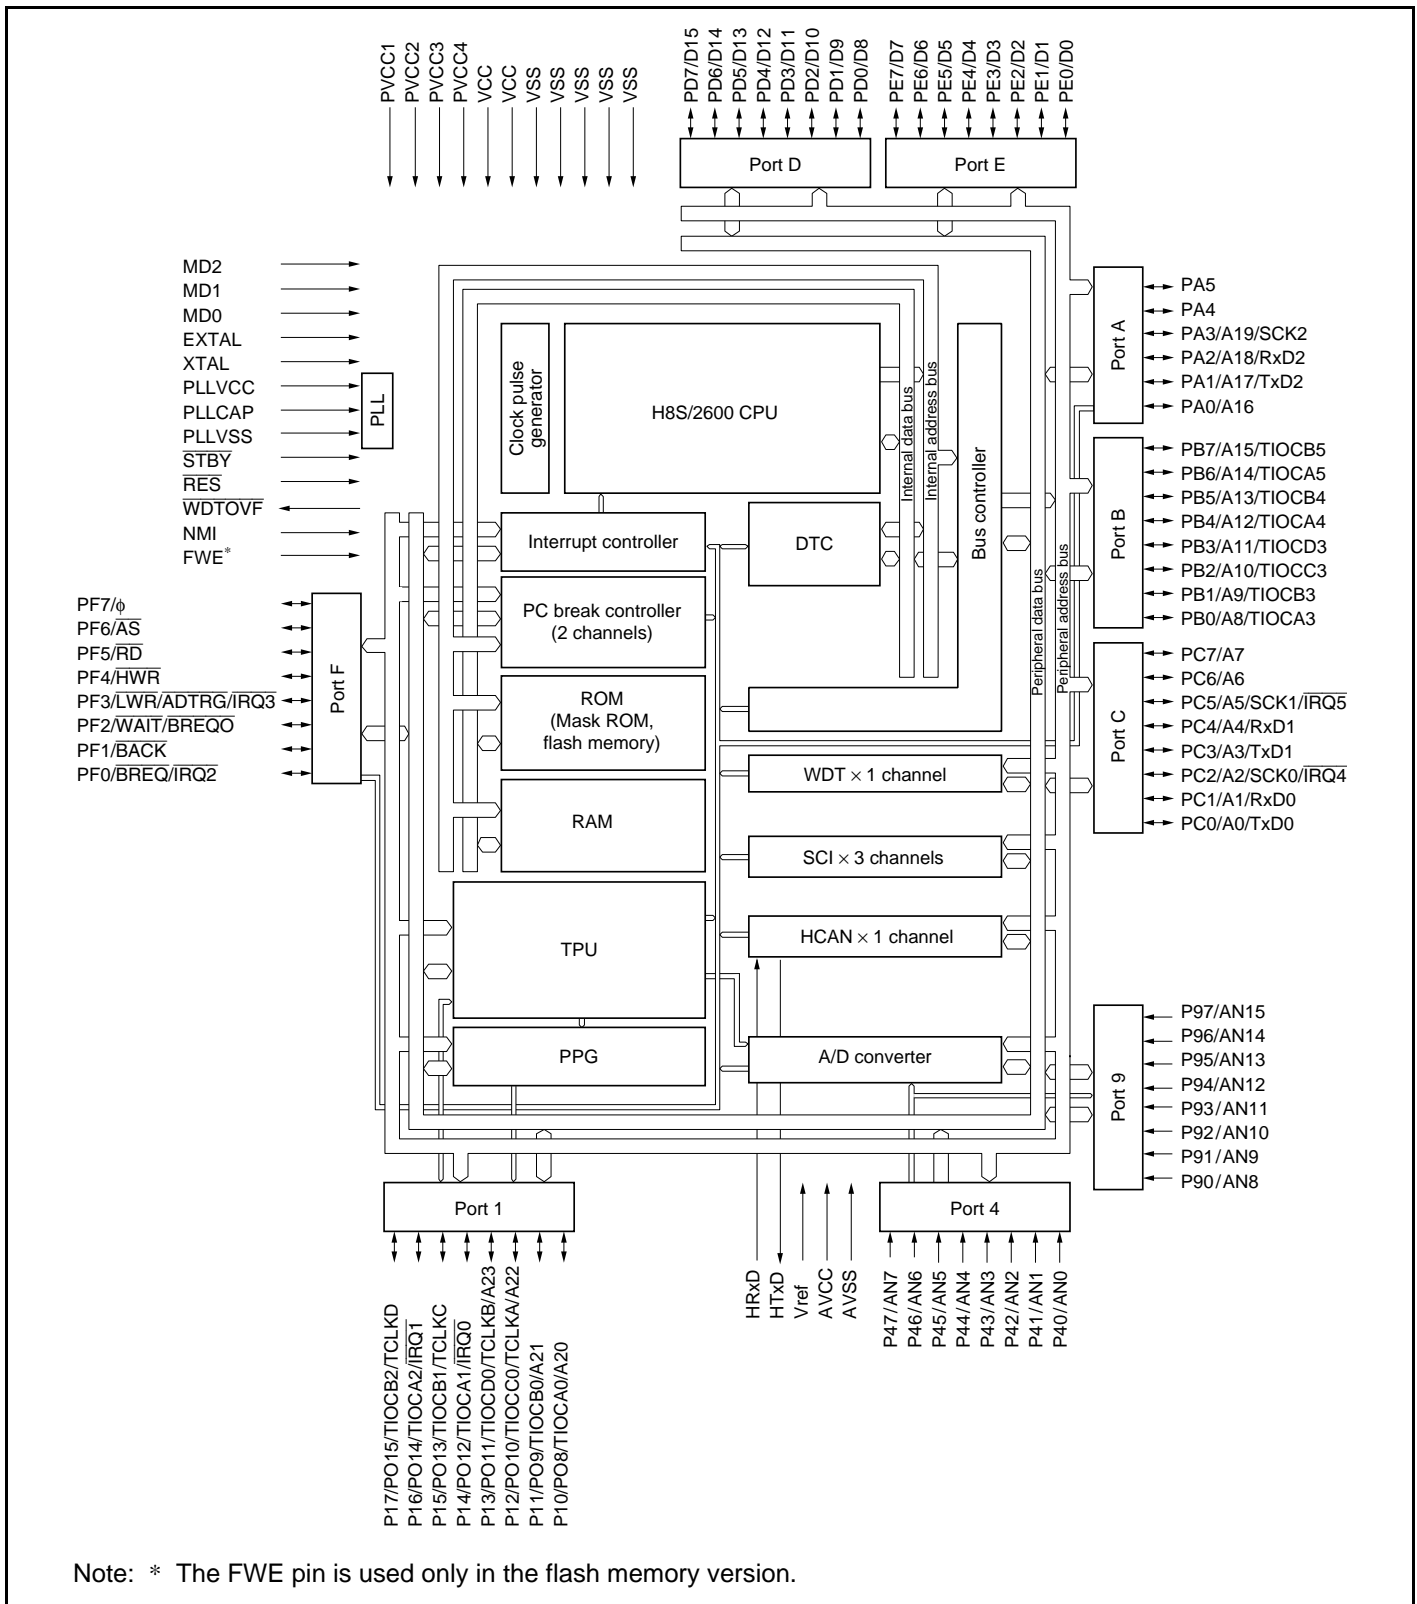 PVCC1
PVCC2
PVCC3
PVCC4
VCC
VCC
VSS
VSS
VSS
VSS
VSS
PD7/D15
PD6/D14
PD5/D13
PD4/D12
PD3/D11
PD2/D10
PD1/D9
PD0/D8
PE7/D7
PE6/D6
PE5/D5
PE4/D4
PE3/D3
PE2/D2
PE1/D1
PE0/D0
Port D
Port E
MD2
MD1
MD0
EXTAL
XTAL
PLLVCC
PLLCAP
PLLVSS
STBY
RES
WDTOVF
NMI
FWE*
PLL
Clock pulse
generator
H8S/2600 CPU
Internal data bus
Internal address bus
Bus controller
Peripheral data bus
Peripheral address bus
Port A
PA5
PA4
PA3/A19/SCK2
PA2/A18/RxD2
PA1/A17/TxD2
PA0/A16
Port B
PB7/A15/TIOCB5
PB6/A14/TIOCA5
PB5/A13/TIOCB4
PB4/A12/TIOCA4
PB3/A11/TIOCD3
PB2/A10/TIOCC3
PB1/A9/TIOCB3
PB0/A8/TIOCA3
Interrupt controller
DTC
PC break controller
(2 channels)
PF7/ϕ
PF6/AS
PF5/RD
PF4/HWR
PF3/LWR/ADTRG/IRQ3
PF2/WAIT/BREQO
PF1/BACK
PF0/BREQ/IRQ2
Port F
ROM
(Mask ROM,
flash memory)
RAM
WDT × 1 channel
SCI × 3 channels
HCAN × 1 channel
Port C
PC7/A7
PC6/A6
PC5/A5/SCK1/IRQ5
PC4/A4/RxD1
PC3/A3/TxD1
PC2/A2/SCK0/IRQ4
PC1/A1/RxD0
PC0/A0/TxD0
TPU
PPG
A/D converter
Port 9
P97/AN15
P96/AN14
P95/AN13
P94/AN12
P93/AN11
P92/AN10
P91/AN9
P90/AN8
Port 1
Port 4
P17/PO15/TIOCB2/TCLKD
P16/PO14/TIOCA2/IRQ1
P15/PO13/TIOCB1/TCLKC
P14/PO12/TIOCA1/IRQ0
P13/PO11/TIOCD0/TCLKB/A23
P12/PO10/TIOCC0/TCLKA/A22
P11/PO9/TIOCB0/A21
P10/PO8/TIOCA0/A20
HRxD
HTxD
Vref
AVCC
AVSS
P47/AN7
P46/AN6
P45/AN5
P44/AN4
P43/AN3
P42/AN2
P41/AN1
P40/AN0
Note: * The FWE pin is used only in the flash memory version.